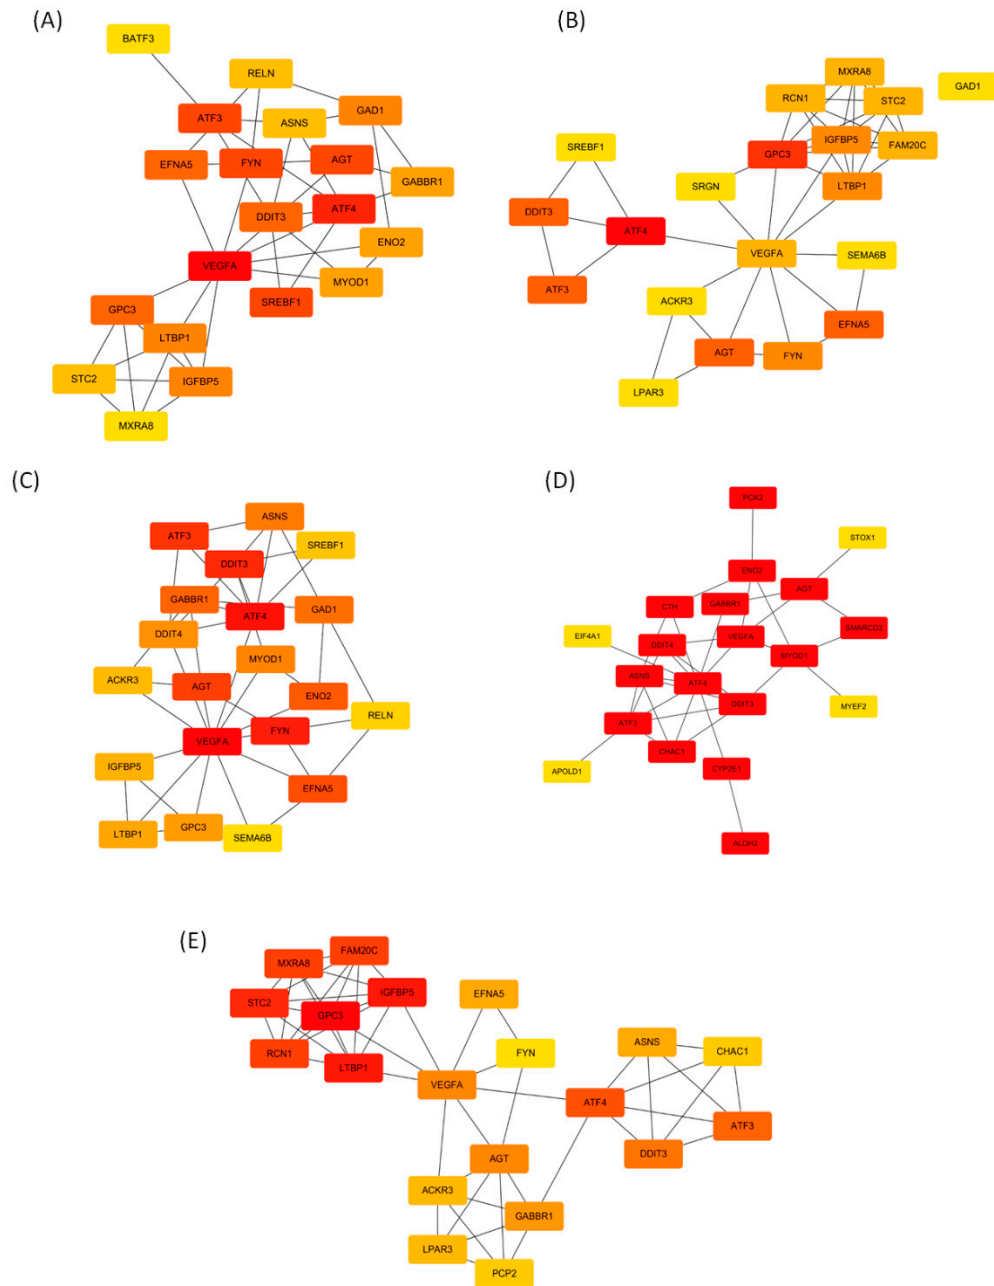 (A)
BATF3
RELN
GAD1
ATF3
ASNS
EFNA5
FYN
AGT
GABBR1
ATF4
DDIT3
ENO2
VEGFA
MYOD1
SREBF1
GPC3
LTBP1
STC2
IGFBP5
MXRA8
(B)
MXRA8
GAD1
RCN1
STC2
SREBF1
IGFBP5
FAM20C
GPC3
SRGN
LTBP1
DDIT3
ATF4
VEGFA
SEMA6B
ATF3
ACKR3
EFNA5
AGT
FYN
LPAR3
(C)
ASNS
ATF3
SREBF1
DDIT3
GABBR1
ATF4
GAD1
DDIT4
MYOD1
ACKR3
AGT
ENO2
RELN
FYN
VEGFA
IGFBP5
EFNA5
LTBP1
GPC3
SEMA6B
(D)
PCK2
STOX1
ENO2
AGT
CTH
GABBR1
SMARCD3
EIF4A1
DDIT4
VEGFA
MYOD1
ASNS
ATF4
DDIT3
MYEF2
ATF3
CHAC1
CYP2E1
APOLD1
ALDH2
(E)
FAM20C
MXRA8
IGFBP5
EFNA5
STC2
GPC3
RCN1
LTBP1
FYN
ASNS
CHAC1
VEGFA
ATF4
ATF3
DDIT3
AGT
ACKR3
GABBR1
LPAR3
PCP2